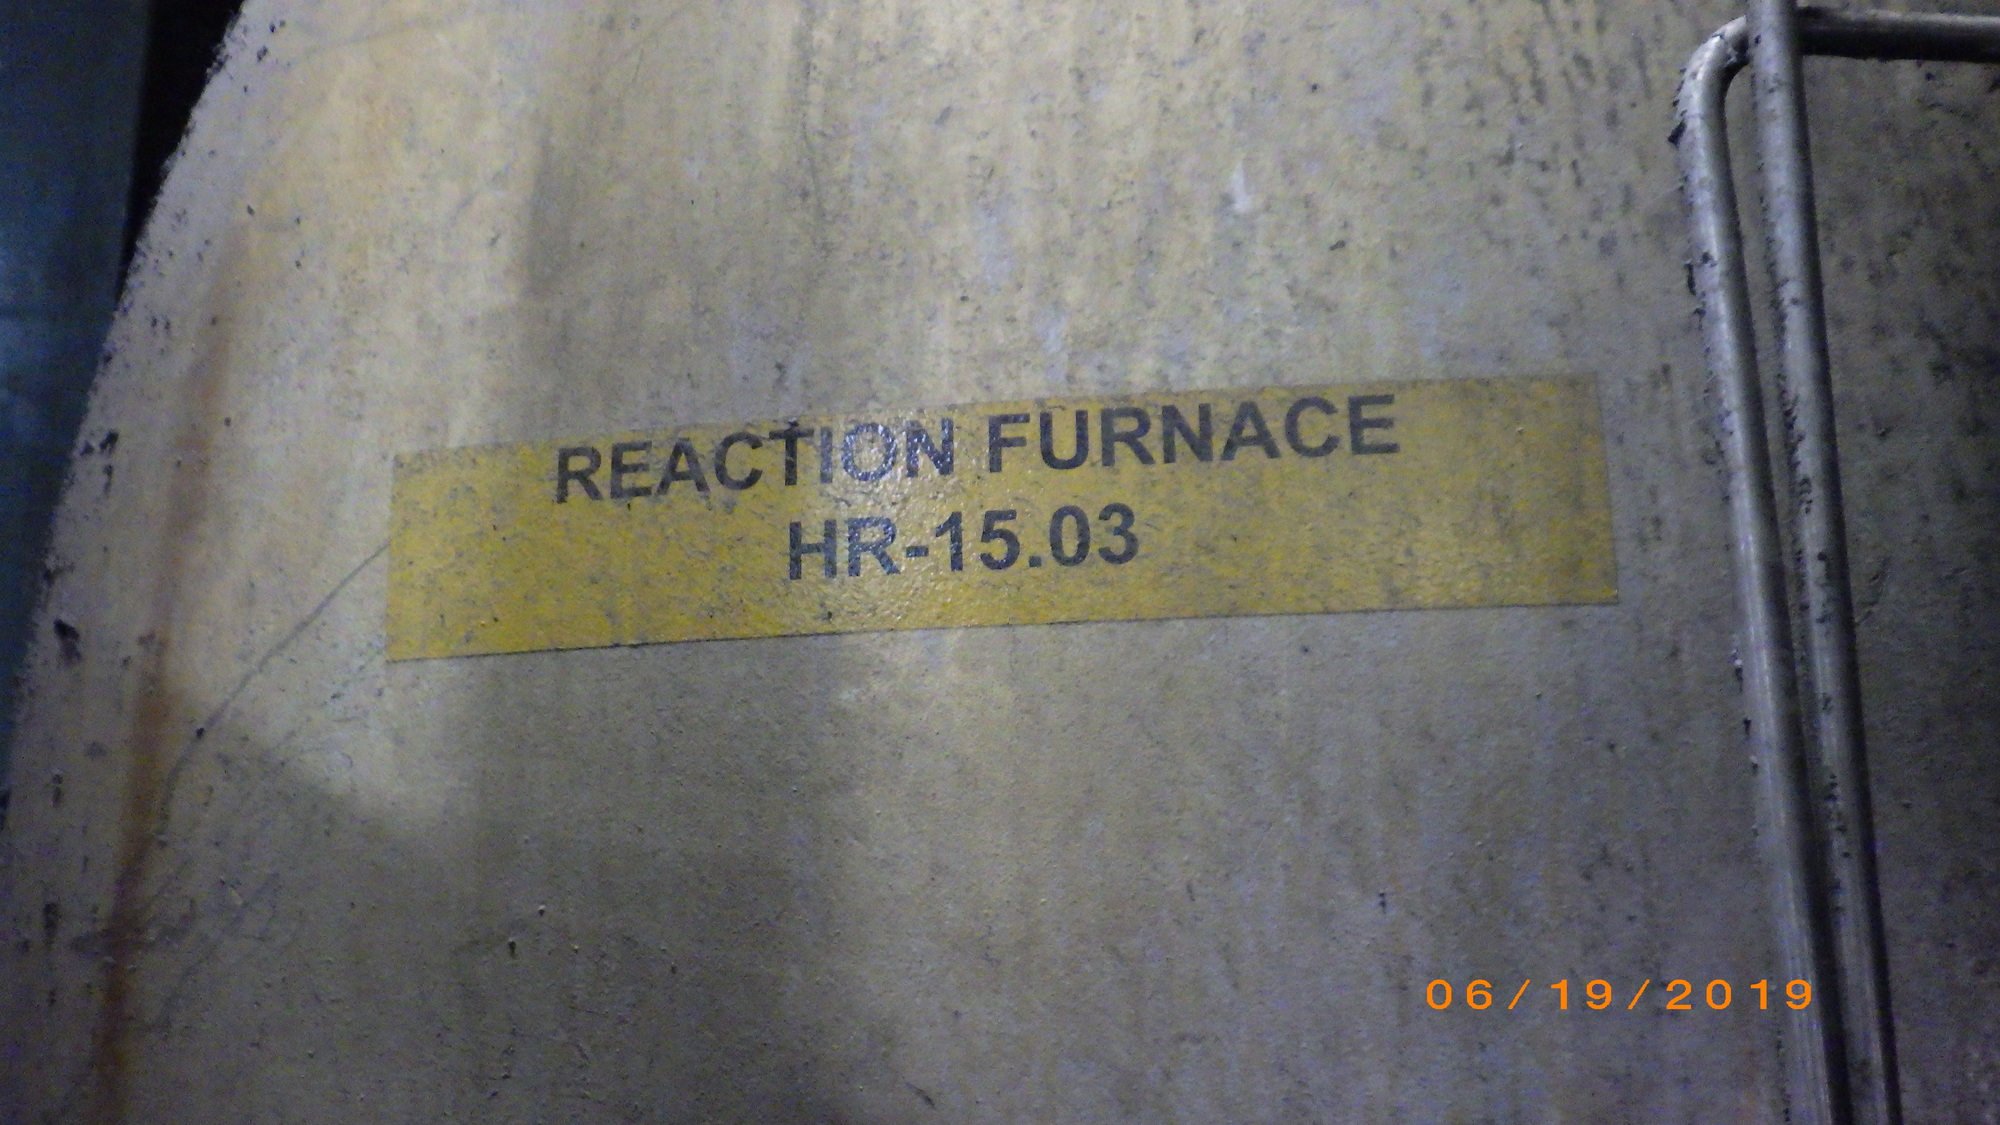 REACTION FURNACE
HR-15.03
06/19/2019